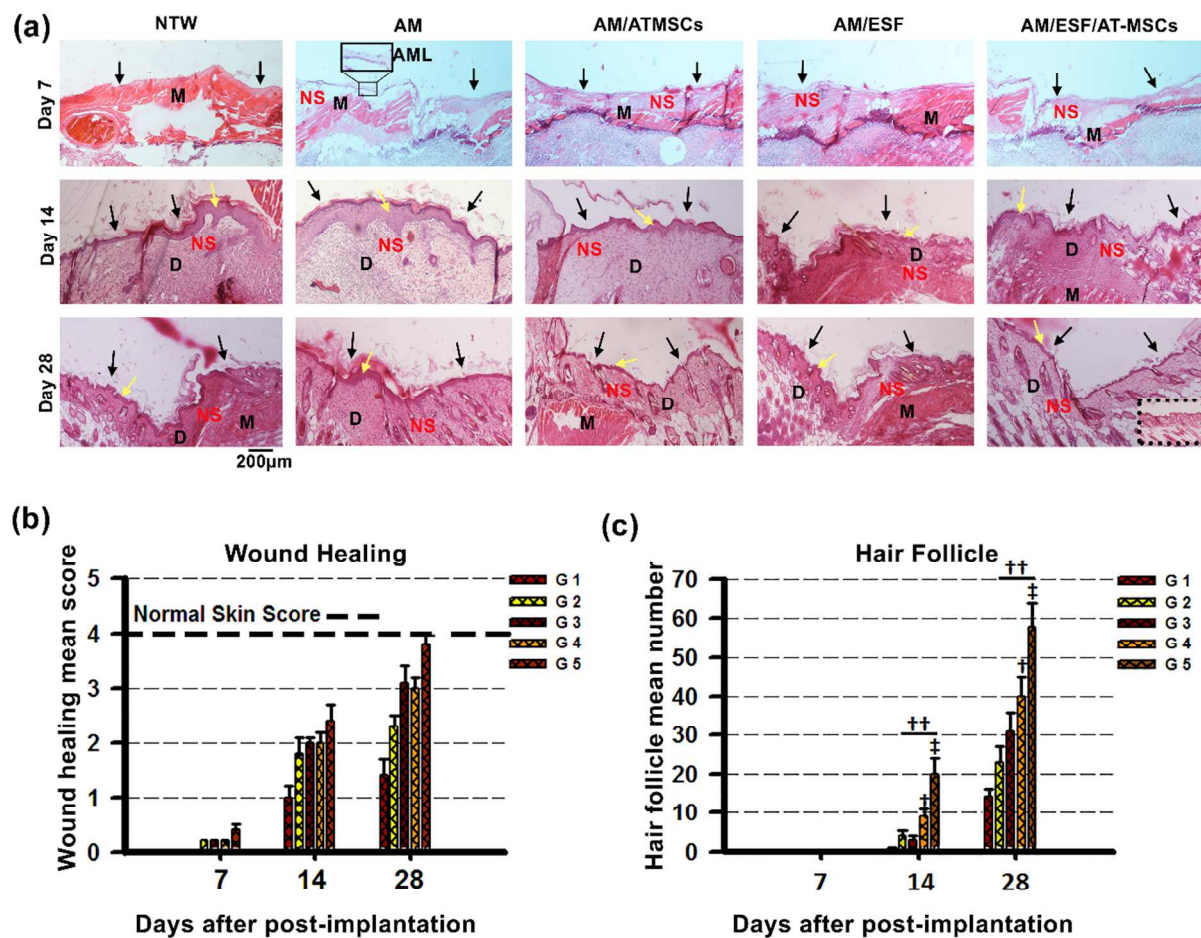 (a)
NTW AM AM/ATMSCs AM/ESF AM/ESF/AT-MSCs
Day 7
M
NS M AML
NS M
NS M
NS M
Day 14
NS D
NS D
NS D
D NS
D NS M
Day 28
NS D M
D NS
NS D M
D NS M
D NS
200µm
(b)
Wound Healing
Wound healing mean score
5
4
3
2
1
0
Normal Skin Score
7 14 28
Days after post-implantation
G 1
G 2
G 3
G 4
G 5
(c)
Hair Follicle
Hair follicle mean number
70
60
50
40
30
20
10
0
††
‡
‡
††
‡
†
7 14 28
Days after post-implantation
G 1
G 2
G 3
G 4
G 5